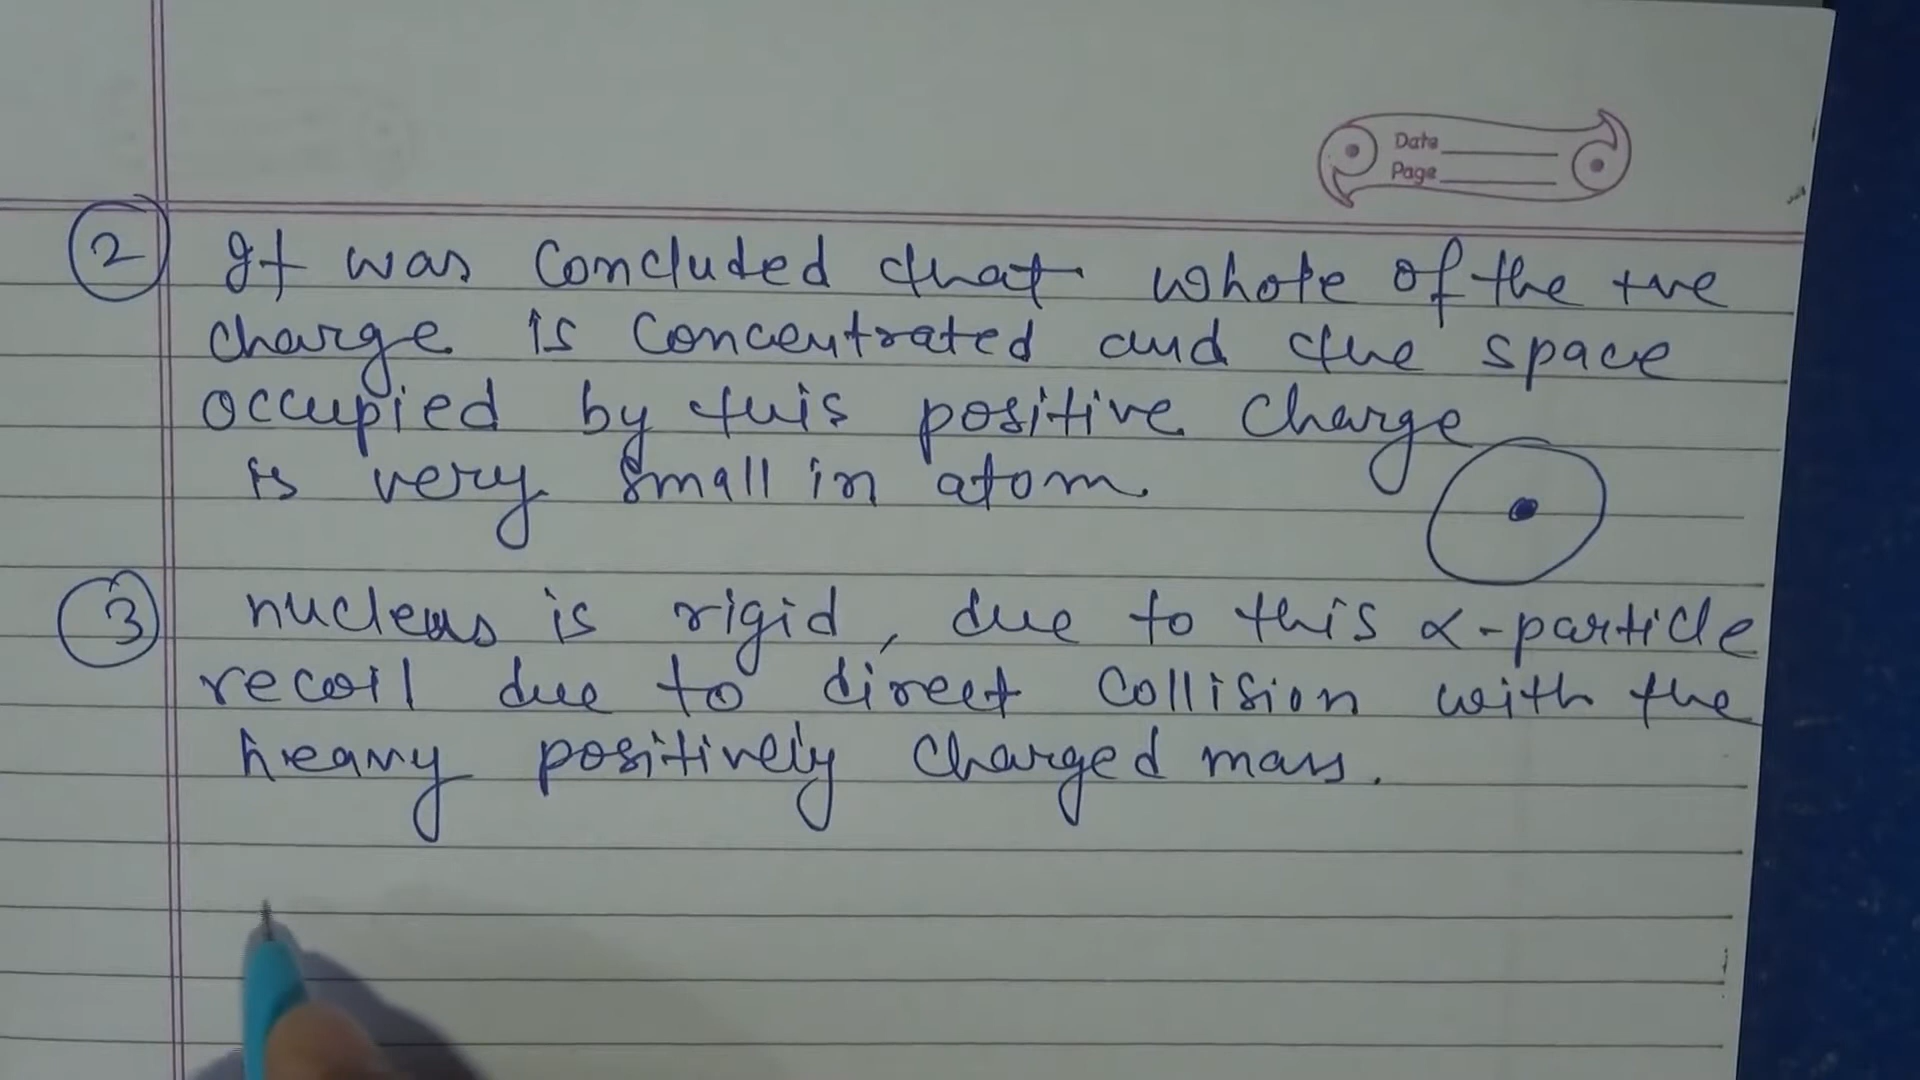 Date
Page
2 It was concluded that whole of the +ve
charge is concentrated and the space
occupied by this positive charge
is very small in atom.
3 nucleus is rigid, due to this α-particle
recoil due to direct collision with the
heavy positively charged mass.